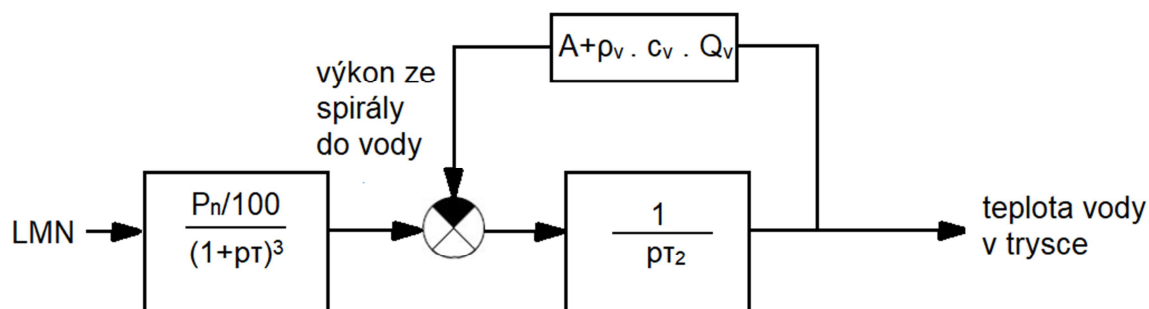 A+ρᵥ . cᵥ . Qᵥ
výkon ze
spirály
do vody
LMN
Pₙ/100
(1+pτ)³
1
pτ₂
teplota vody
v trysce